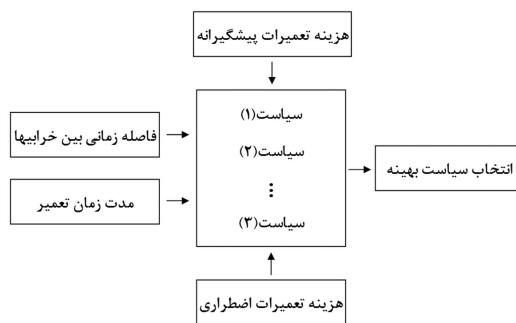 هزینه تعمیرات پیشگیرانه
فاصله زمانی بین خرابیها
مدت زمان تعمیر
سیاست(۱)
سیاست(۲)
⋮
سیاست(۳)
انتخاب سیاست بهینه
هزینه تعمیرات اضطراری